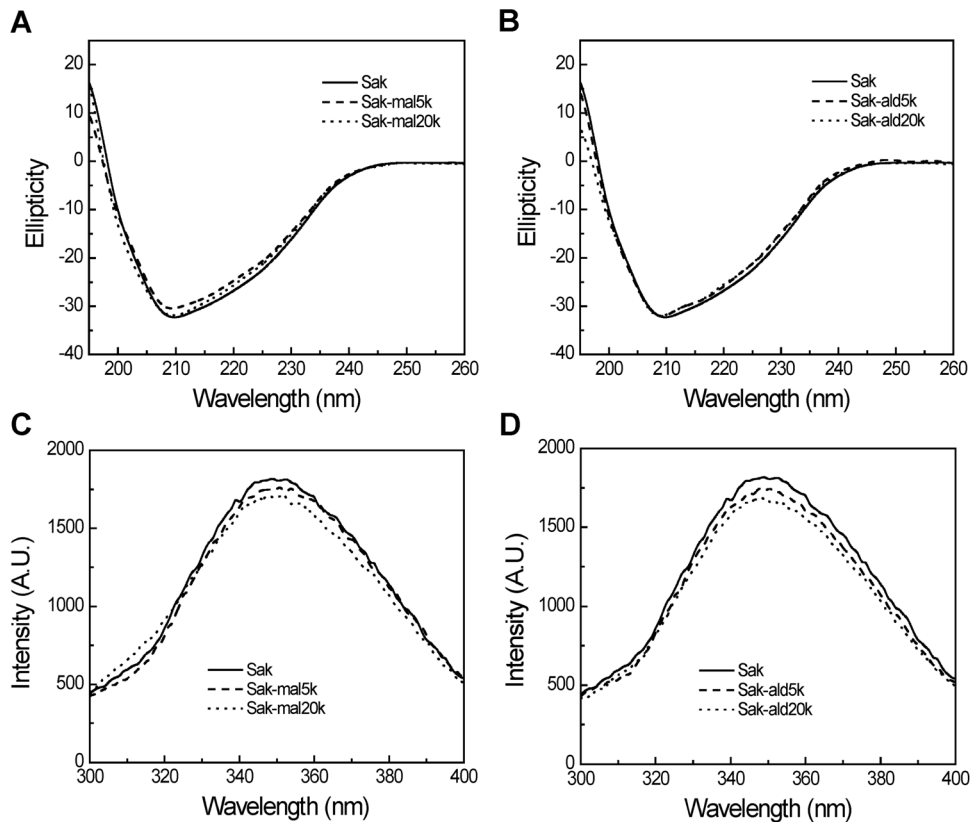 A
20
10
0
-10
-20
-30
-40
Ellipticity
Sak
Sak-mal5k
Sak-mal20k
200 210 220 230 240 250 260
Wavelength (nm)
B
20
10
0
-10
-20
-30
-40
Ellipticity
Sak
Sak-ald5k
Sak-ald20k
200 210 220 230 240 250 260
Wavelength (nm)
C
2000
1500
1000
500
0
Intensity (A.U.)
Sak
Sak-mal5k
Sak-mal20k
300 320 340 360 380 400
Wavelength (nm)
D
2000
1500
1000
500
0
Intensity (A.U.)
Sak
Sak-ald5k
Sak-ald20k
300 320 340 360 380 400
Wavelength (nm)